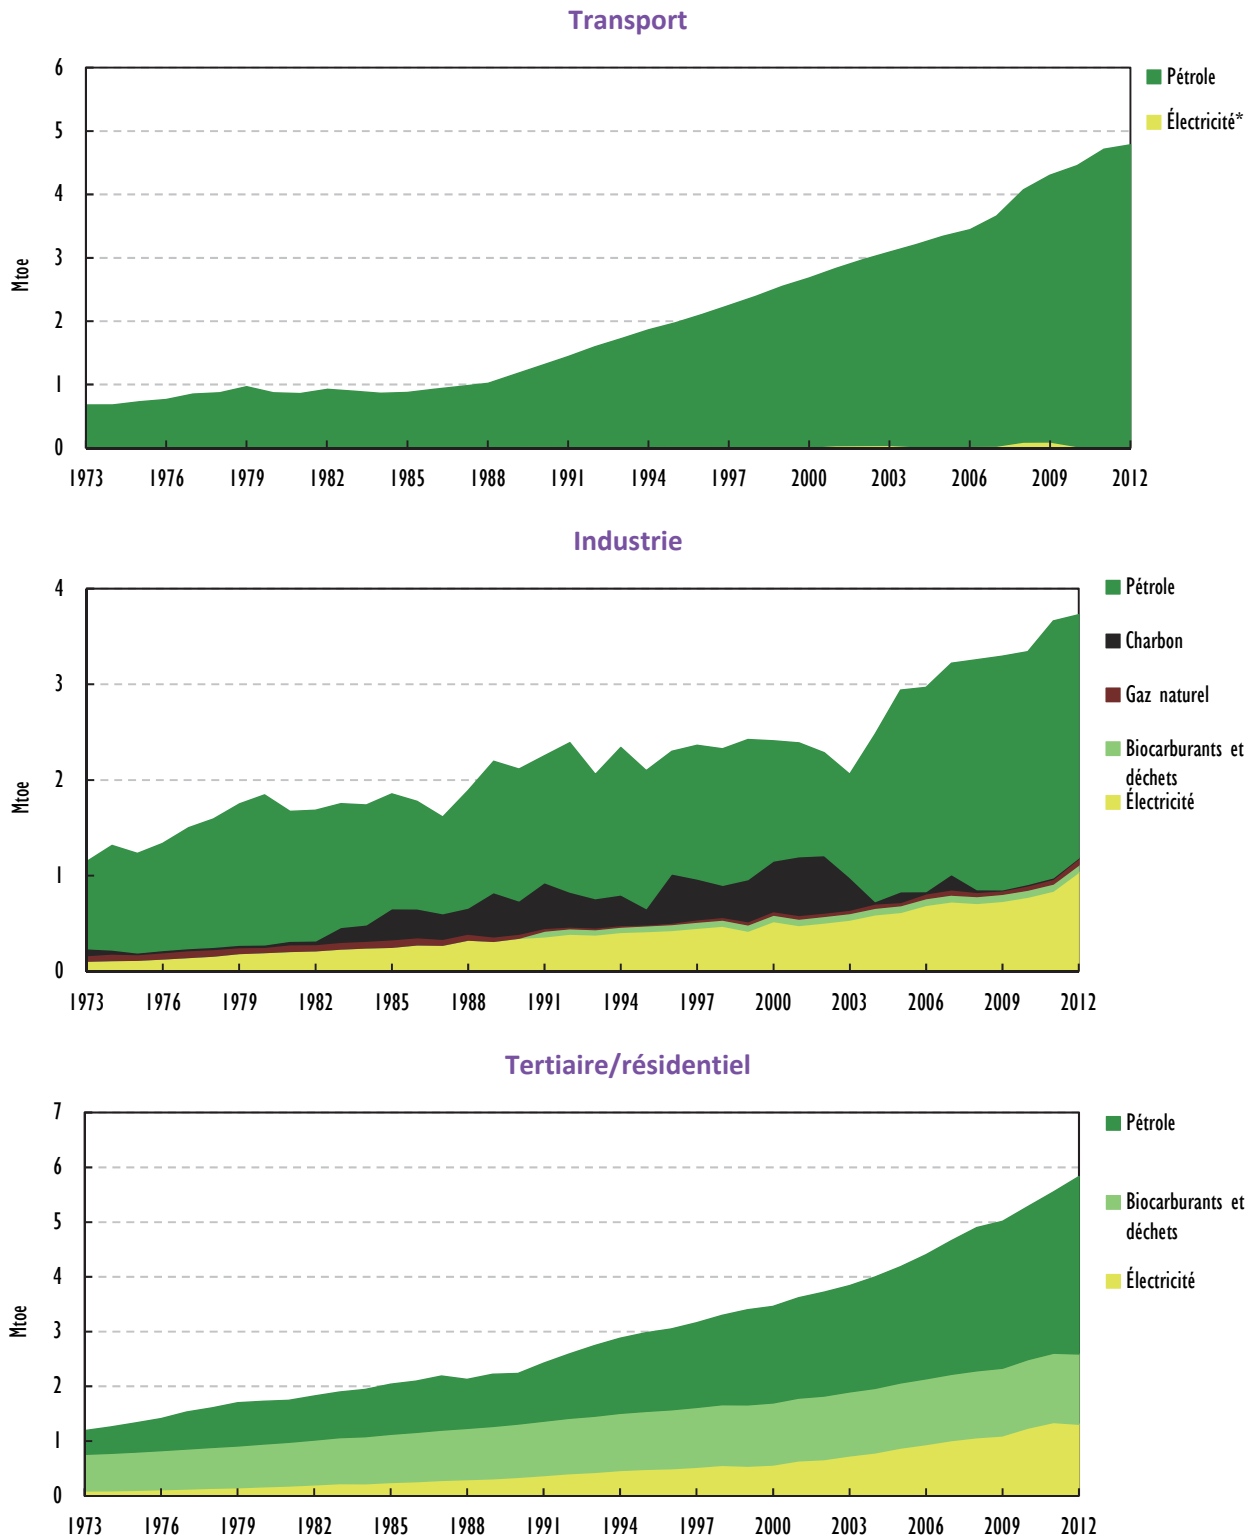 Transport
6
5
4
3
2
1
0
Mtoe
1973 1976 1979 1982 1985 1988 1991 1994 1997 2000 2003 2006 2009 2012
Pétrole
Électricité*
Industrie
4
3
2
1
0
Mtoe
1973 1976 1979 1982 1985 1988 1991 1994 1997 2000 2003 2006 2009 2012
Pétrole
Charbon
Gaz naturel
Biocarburants et
déchets
Électricité
Tertiaire/résidentiel
7
6
5
4
3
2
1
0
Mtoe
1973 1976 1979 1982 1985 1988 1991 1994 1997 2000 2003 2006 2009 2012
Pétrole
Biocarburants et
déchets
Électricité